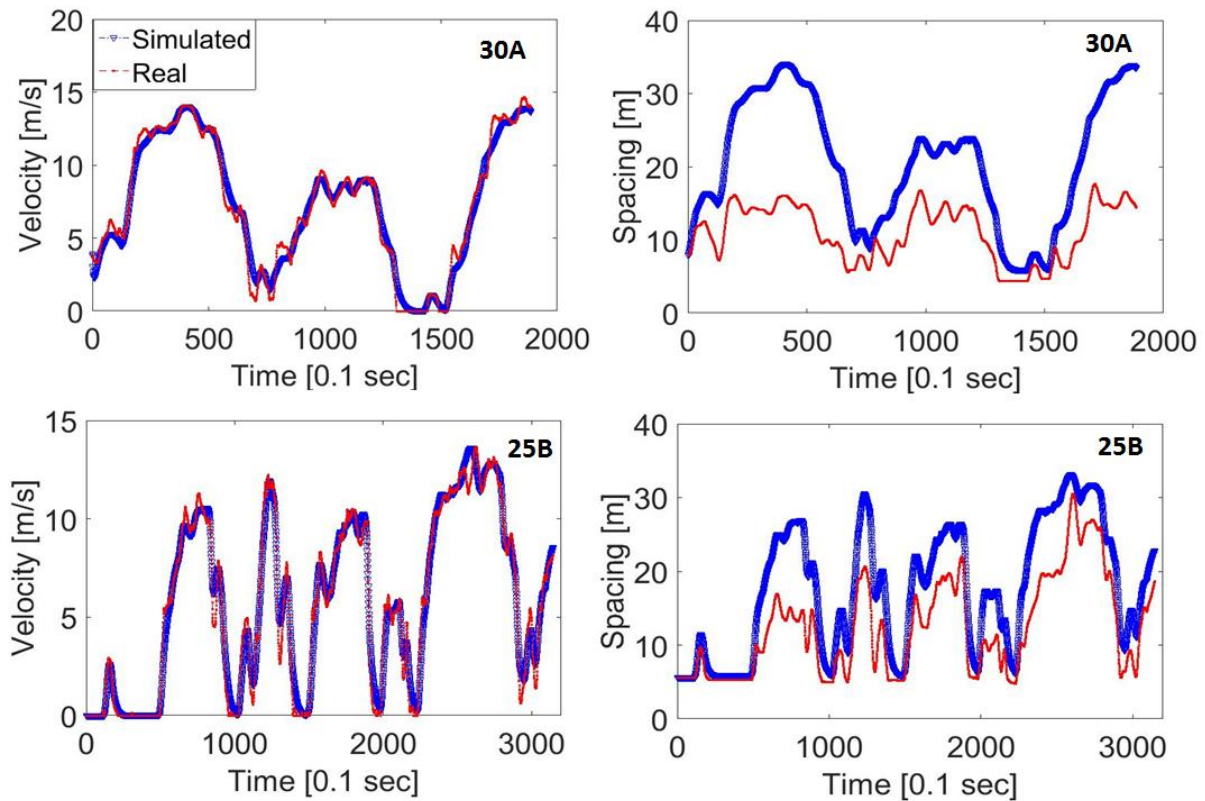 20
15
10
5
0
Velocity [m/s]
Simulated
Real
30A
0 500 1000 1500 2000
Time [0.1 sec]
40
30
20
10
0
Spacing [m]
30A
0 500 1000 1500 2000
Time [0.1 sec]
15
10
5
0
Velocity [m/s]
25B
0 1000 2000 3000
Time [0.1 sec]
40
30
20
10
0
Spacing [m]
25B
0 1000 2000 3000
Time [0.1 sec]